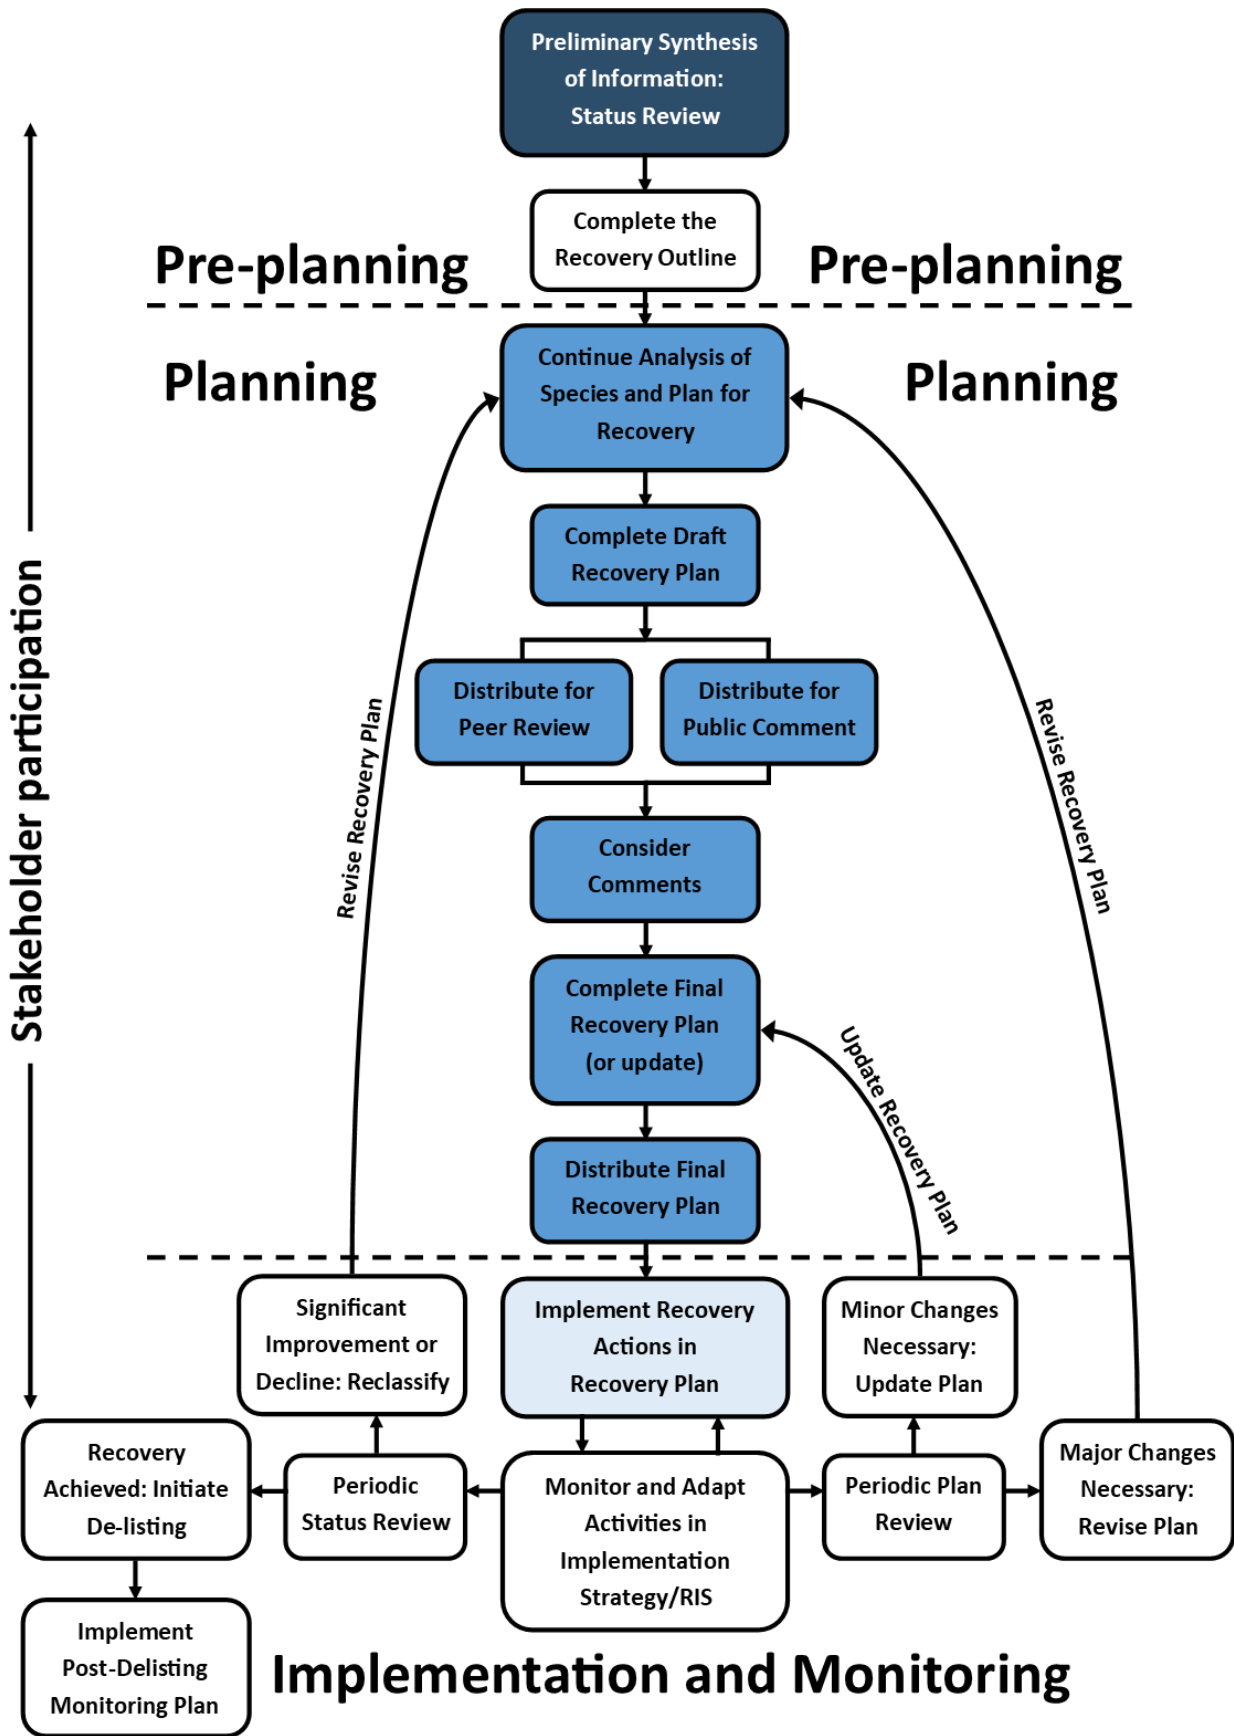 Preliminary Synthesis
of Information:
Status Review
Complete the
Recovery Outline
Pre-planning
Pre-planning
Planning
Planning
Continue Analysis of
Species and Plan for
Recovery
Complete Draft
Recovery Plan
Distribute for
Peer Review
Distribute for
Public Comment
Consider
Comments
Complete Final
Recovery Plan
(or update)
Distribute Final
Recovery Plan
Stakeholder participation
Revise Recovery Plan
Update Recovery Plan
Revise Recovery Plan
Significant
Improvement or
Decline: Reclassify
Implement Recovery
Actions in
Recovery Plan
Minor Changes
Necessary:
Update Plan
Recovery
Achieved: Initiate
De-listing
Periodic
Status Review
Monitor and Adapt
Activities in
Implementation
Strategy/RIS
Periodic Plan
Review
Major Changes
Necessary:
Revise Plan
Implement
Post-Delisting
Monitoring Plan
Implementation and Monitoring